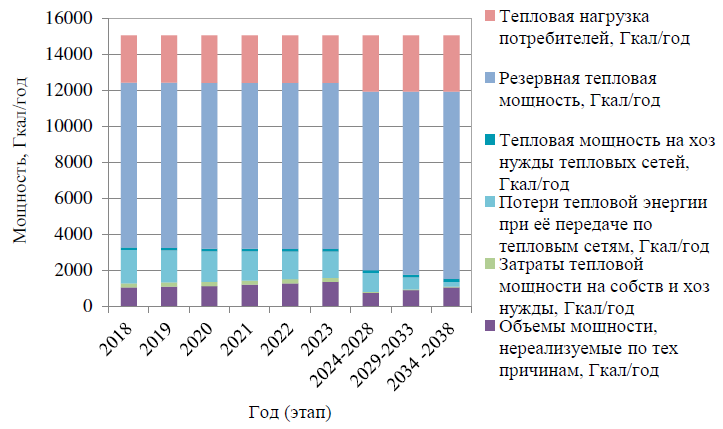 16000
14000
12000
10000
8000
6000
4000
2000
0
Мощность, Гкал/год
2018
2019
2020
2021
2022
2023
2024-2028
2029-2033
2034 -2038
Год (этап)
Тепловая нагрузка
потребителей, Гкал/год
Резервная тепловая
мощность, Гкал/год
Тепловая мощность на хоз
нужды тепловых сетей,
Гкал/год
Потери тепловой энергии
при её передаче по
тепловым сетям, Гкал/год
Затраты тепловой
мощности на собств и хоз
нужды, Гкал/год
Объемы мощности,
нереализуемые по тех
причинам, Гкал/год